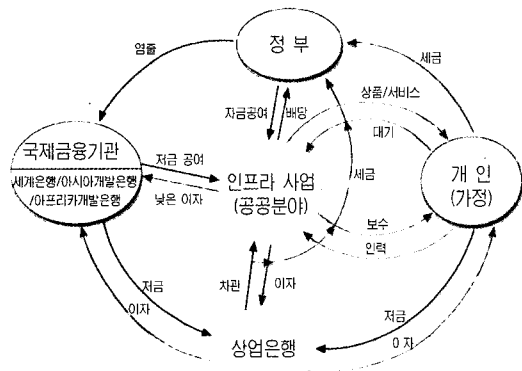 정 부
염출
세금
상품/서비스
자금공여
배당
대기
국제금융기관
세계은행/아시아개발은행
/아프리카개발은행
저금 공여
낮은 이자
인프라 사업
(공공분야)
세금
개 인
(가정)
보수
인력
차관
이자
저금
이자
저금
이 자
상업은행